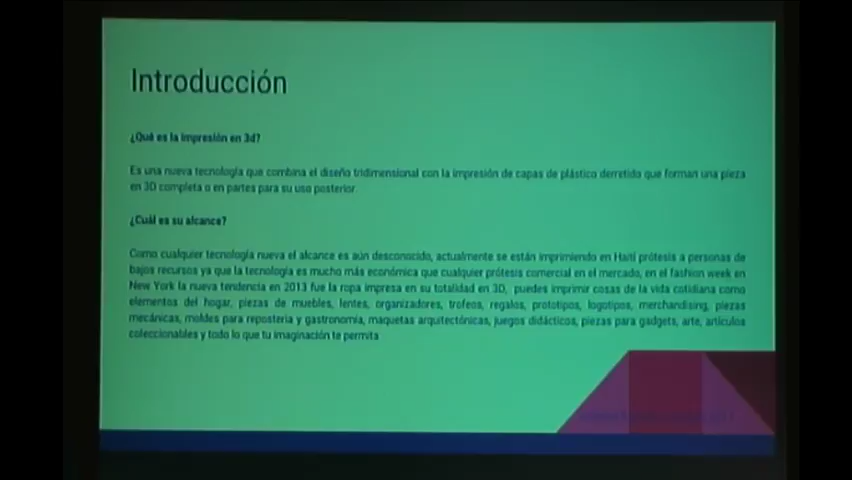 Introducción
¿Qué es la impresión en 3d?
Es una nueva tecnología que combina el diseño tridimensional con la impresión de capas de plástico derretido que forman una pieza
en 3D completa o en partes para su uso posterior.
¿Cuál es su alcance?
Como cualquier tecnología nueva el alcance es aún desconocido, actualmente se están imprimiendo en Haití prótesis a personas de
bajos recursos ya que la tecnología es mucho más económica que cualquier prótesis comercial en el mercado, en el fashion week en
New York la nueva tendencia en 2013 fue la ropa impresa en su totalidad en 3D, puedes imprimir cosas de la vida cotidiana como
elementos del hogar, piezas de muebles, lentes, organizadores, trofeos, regalos, prototipos, logotipos, merchandising, piezas
mecánicas, moldes para repostería y gastronomía, maquetas arquitectónicas, juegos didácticos, piezas para gadgets, arte, artículos
coleccionables y todo lo que tu imaginación te permita